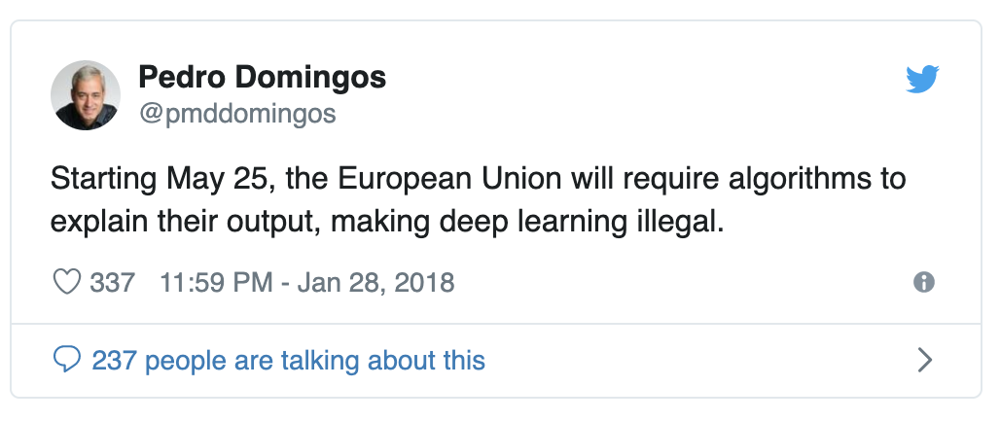 Pedro Domingos
@pmddomingos
Starting May 25, the European Union will require algorithms to
explain their output, making deep learning illegal.
337 11:59 PM - Jan 28, 2018
237 people are talking about this